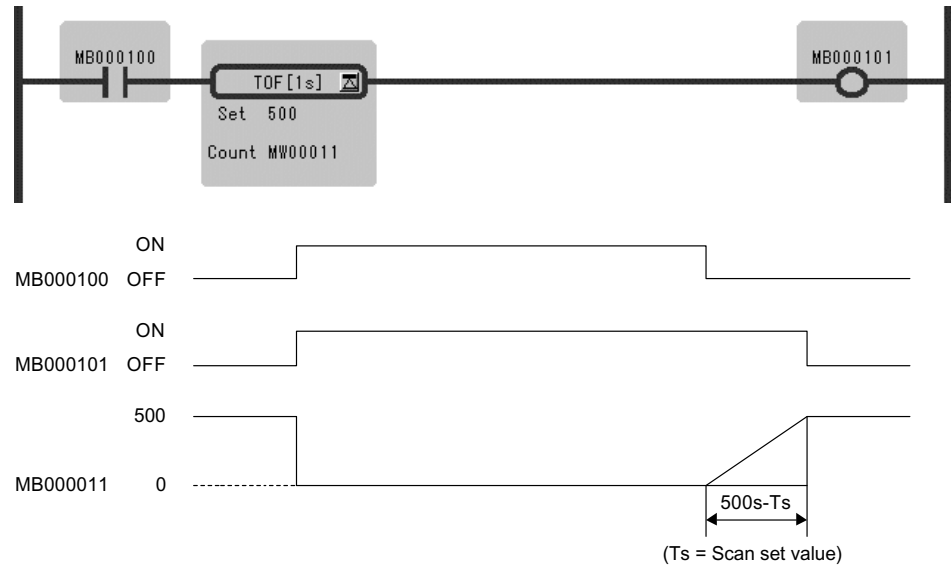 MB000100
MB000101
TOF[1s]
Set 500
Count MW00011
ON
MB000100 OFF
ON
MB000101 OFF
500
MB000011 0
500s-Ts
(Ts = Scan set value)